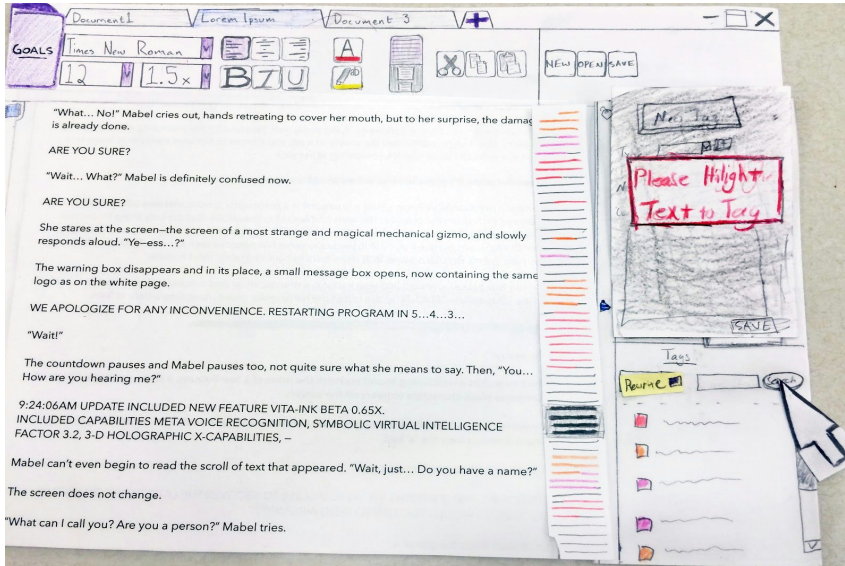 Document1
Lorem Ipsum
Document 3
GOALS
Times New Roman
12
1.5x
A
ab
B I U
NEW
OPEN
SAVE
"What... No!" Mabel cries out, hands retreating to cover her mouth, but to her surprise, the damag
is already done.
ARE YOU SURE?
"Wait... What?" Mabel is definitely confused now.
ARE YOU SURE?
She stares at the screen—the screen of a most strange and magical mechanical gizmo, and slowly
responds aloud. "Ye—ess...?"
The warning box disappears and in its place, a small message box opens, now containing the same
logo as on the white page.
WE APOLOGIZE FOR ANY INCONVENIENCE. RESTARTING PROGRAM IN 5...4...3...
"Wait!"
The countdown pauses and Mabel pauses too, not quite sure what she means to say. Then, "You...
How are you hearing me?"
9:24:06AM UPDATE INCLUDED NEW FEATURE VITA-INK BETA 0.65X.
INCLUDED CAPABILITIES META VOICE RECOGNITION, SYMBOLIC VIRTUAL INTELLIGENCE
FACTOR 3.2, 3-D HOLOGRAPHIC X-CAPABILITIES, —
Mabel can't even begin to read the scroll of text that appeared. "Wait, just... Do you have a name?"
The screen does not change.
"What can I call you? Are you a person?" Mabel tries.
New Tag
Please Hilight
Text to Tag
SAVE
Tags
Search